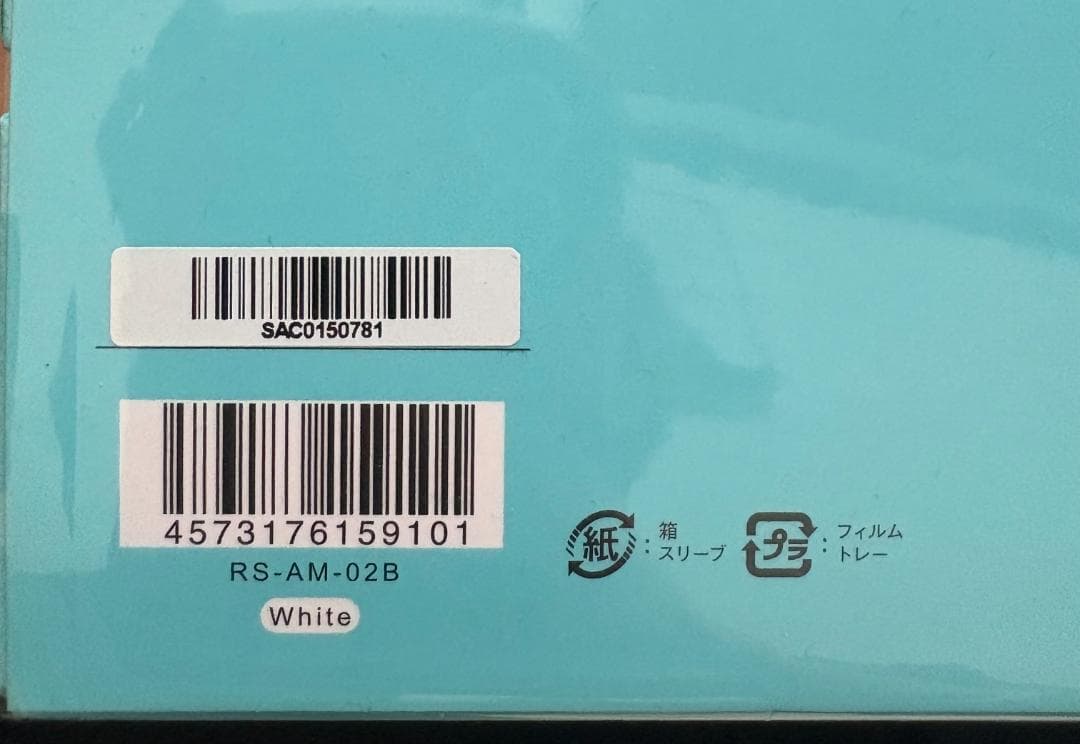 SAC0150781
4573176159101
RS-AM-02B
White
紙 : 箱
スリーブ
プラ : フィルム
トレー